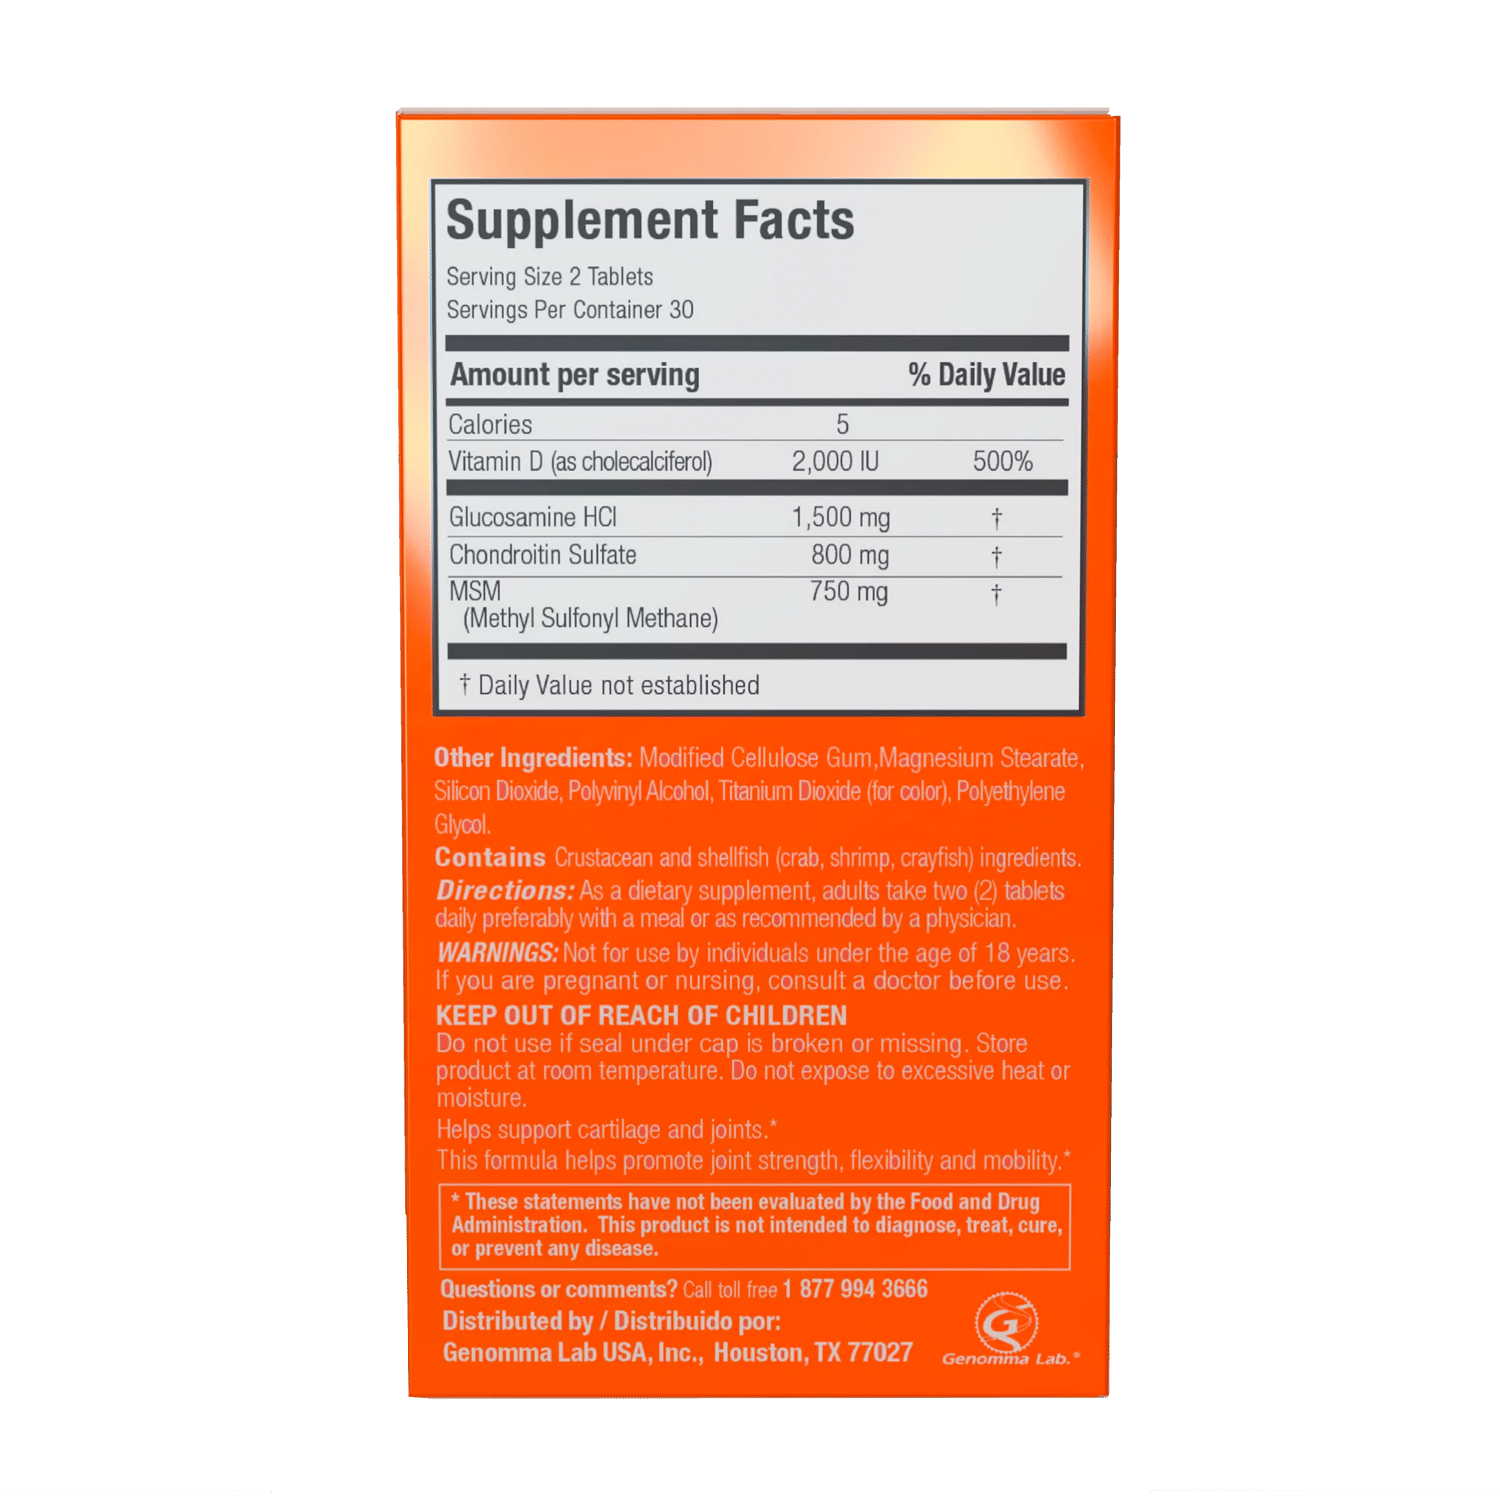 Supplement Facts
Serving Size 2 Tablets
Servings Per Container 30
Amount per serving % Daily Value
Calories 5
Vitamin D (as cholecalciferol) 2,000 IU 500%
Glucosamine HCl 1,500 mg †
Chondroitin Sulfate 800 mg †
MSM 750 mg †
(Methyl Sulfonyl Methane)
† Daily Value not established
Other Ingredients: Modified Cellulose Gum,Magnesium Stearate,
Silicon Dioxide, Polyvinyl Alcohol, Titanium Dioxide (for color), Polyethylene
Glycol.
Contains Crustacean and shellfish (crab, shrimp, crayfish) ingredients.
Directions: As a dietary supplement, adults take two (2) tablets
daily preferably with a meal or as recommended by a physician.
WARNINGS: Not for use by individuals under the age of 18 years.
If you are pregnant or nursing, consult a doctor before use.
KEEP OUT OF REACH OF CHILDREN
Do not use if seal under cap is broken or missing. Store
product at room temperature. Do not expose to excessive heat or
moisture.
Helps support cartilage and joints.*
This formula helps promote joint strength, flexibility and mobility.*
* These statements have not been evaluated by the Food and Drug
Administration. This product is not intended to diagnose, treat, cure,
or prevent any disease.
Questions or comments? Call toll free 1 877 994 3666
Distributed by / Distribuido por:
Genomma Lab USA, Inc., Houston, TX 77027
G
Genomma Lab.®